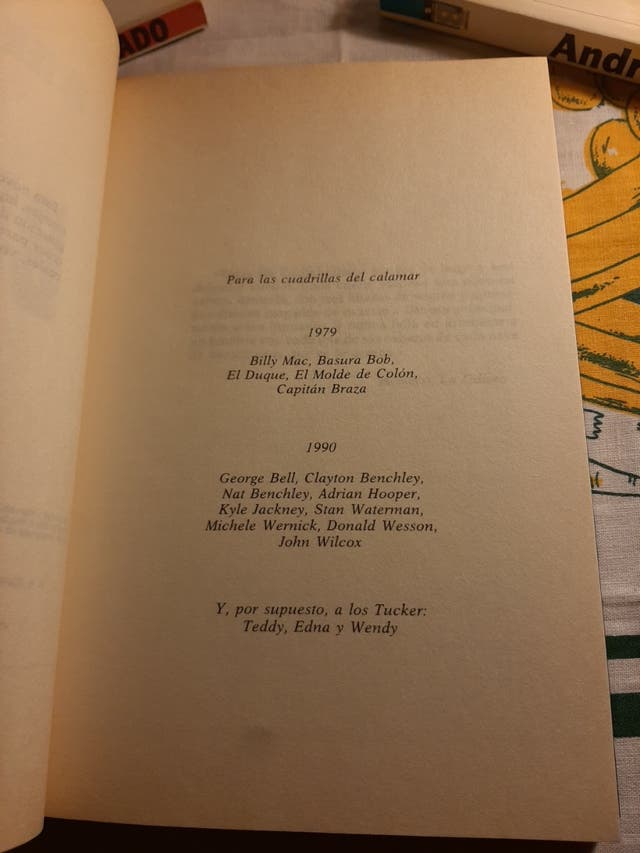 ADO
Andr
Para las cuadrillas del calamar
1979
Billy Mac, Basura Bob,
El Duque, El Molde de Colón,
Capitán Braza
1990
George Bell, Clayton Benchley,
Nat Benchley, Adrian Hooper,
Kyle Jackney, Stan Waterman,
Michele Wernick, Donald Wesson,
John Wilcox
Y, por supuesto, a los Tucker:
Teddy, Edna y Wendy